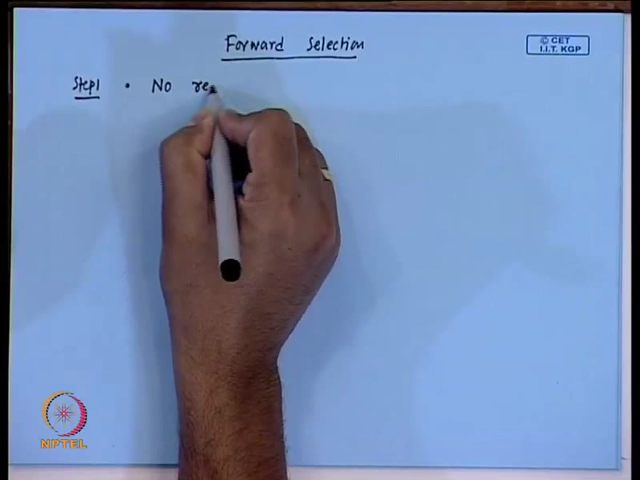 Forward Selection
© CET
I.I.T. KGP
Step1 • No re
NPTEL